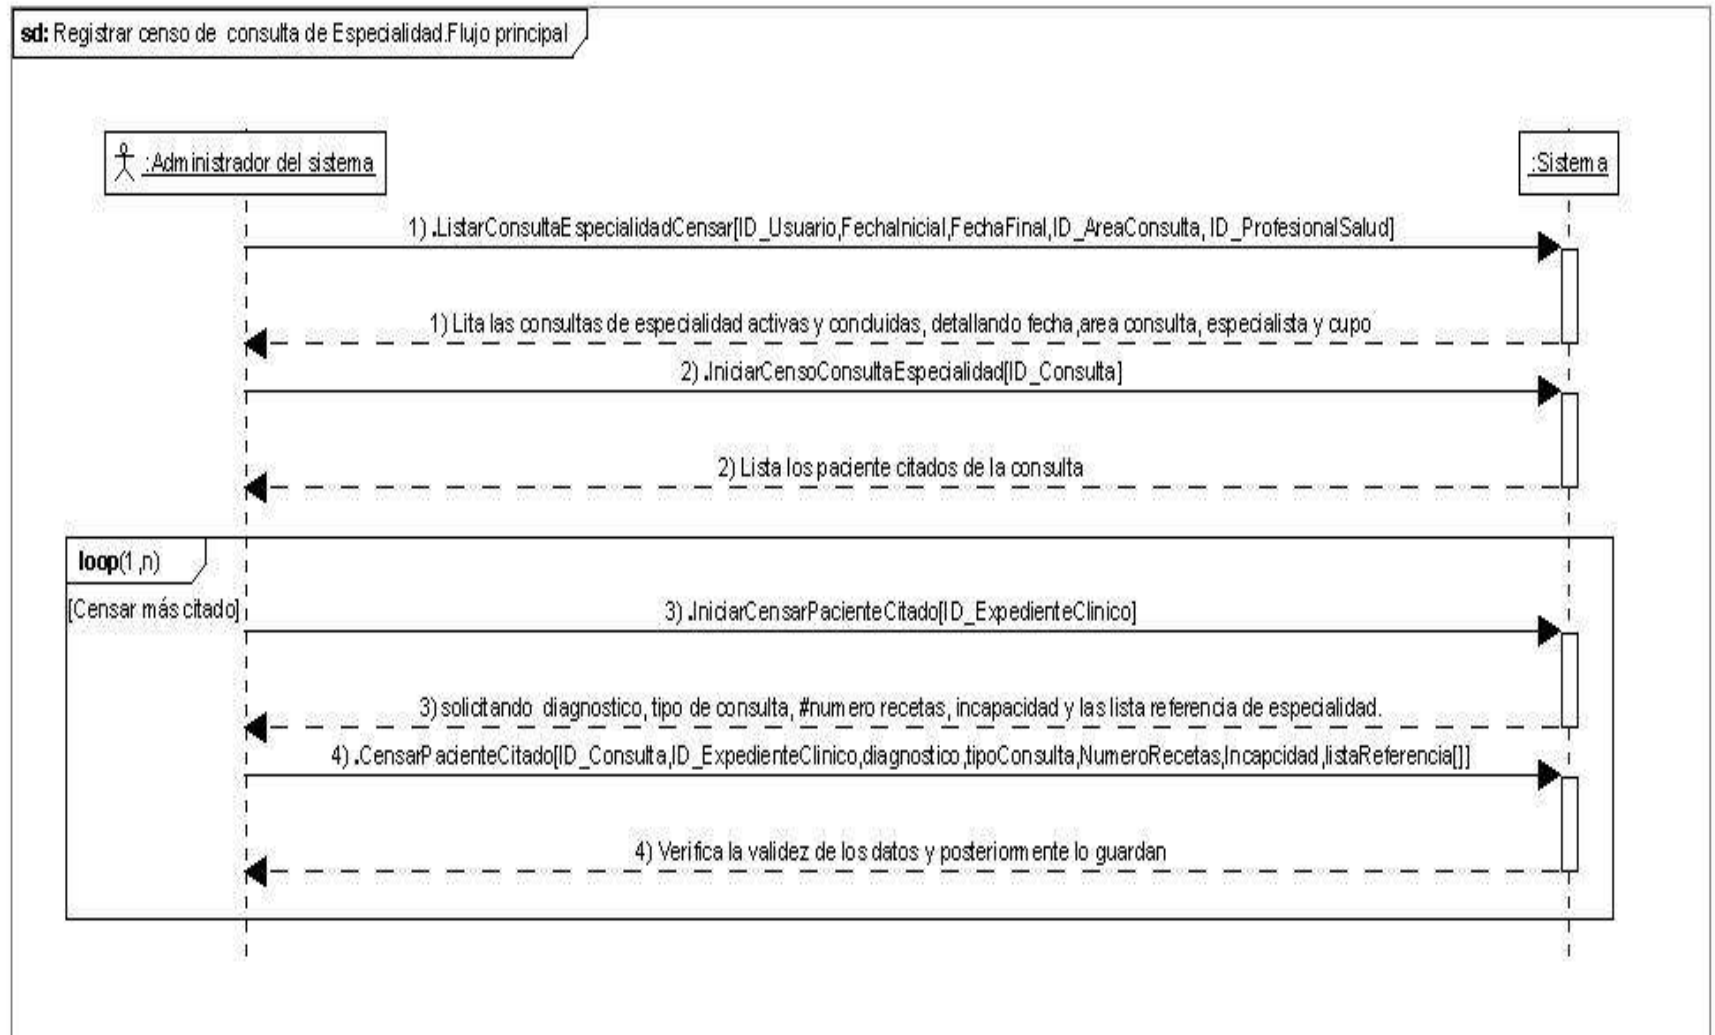 sd: Registrar censo de consulta de Especialidad.Flujo principal
:Administrador del sistema
:Sistema
1) .ListarConsultaEspecialidadCensar[ID_Usuario,FechaInicial,FechaFinal,ID_AreaConsulta, ID_ProfesionalSalud]
1) Lita las consultas de especialidad activas y concluidas, detallando fecha,area consulta, especialista y cupo
2) .IniciarCensoConsultaEspecialidad[ID_Consulta]
2) Lista los paciente citados de la consulta
loop(1,n)
[Censar más citado]
3) .IniciarCensarPacienteCitado[ID_ExpedienteClinico]
3) solicitando diagnostico, tipo de consulta, #numero recetas, incapacidad y las lista referencia de especialidad.
4) .CensarPacienteCitado[ID_Consulta,ID_ExpedienteClinico,diagnostico,tipoConsulta,NumeroRecetas,Incapcidad,listaReferencia[]]
4) Verifica la validez de los datos y posteriormente lo guardan